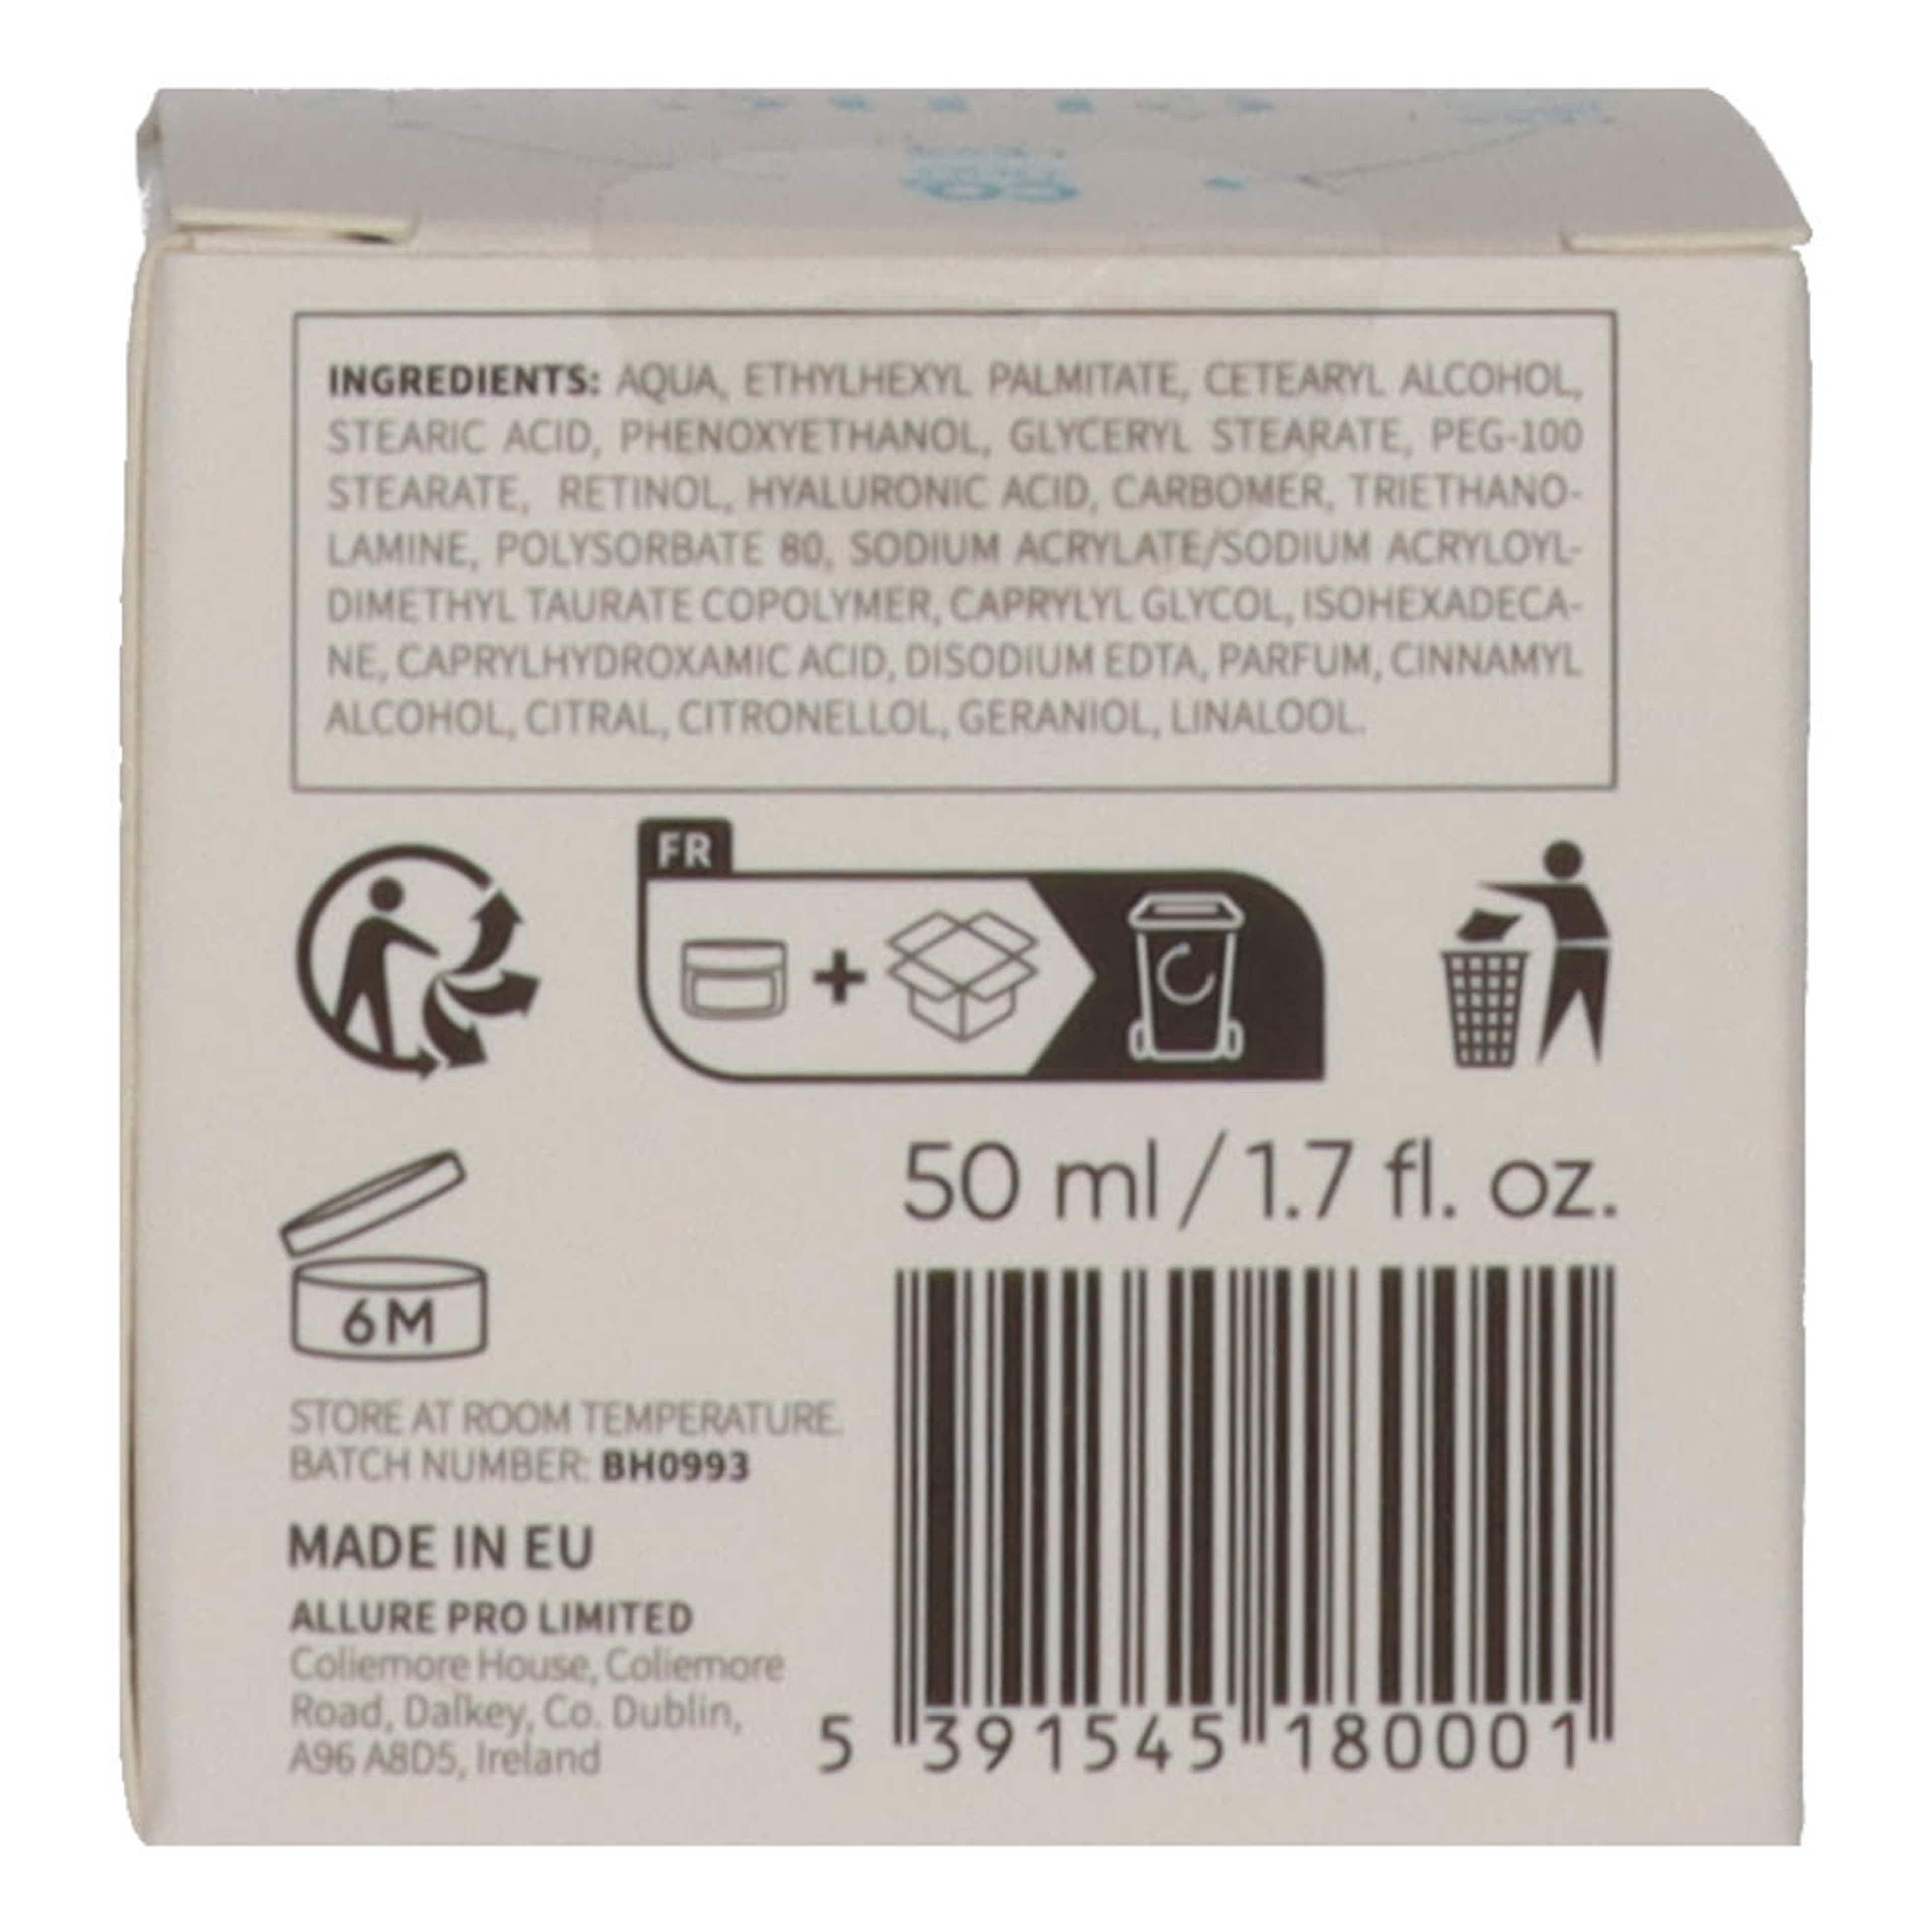 INGREDIENTS: AQUA, ETHYLHEXYL PALMITATE, CETEARYL ALCOHOL,
STEARIC ACID, PHENOXYETHANOL, GLYCERYL STEARATE, PEG-100
STEARATE, RETINOL, HYALURONIC ACID, CARBOMER, TRIETHANO-
LAMINE, POLYSORBATE 80, SODIUM ACRYLATE/SODIUM ACRYLOYL-
DIMETHYL TAURATE COPOLYMER, CAPRYLYL GLYCOL, ISOHEXADECA-
NE, CAPRYLHYDROXAMIC ACID, DISODIUM EDTA, PARFUM, CINNAMYL
ALCOHOL, CITRAL, CITRONELLOL, GERANIOL, LINALOOL.
FR
50 ml / 1.7 fl. oz.
6M
STORE AT ROOM TEMPERATURE.
BATCH NUMBER: BH0993
MADE IN EU
ALLURE PRO LIMITED
Coliemore House, Coliemore
Road, Dalkey, Co. Dublin,
A96 A8D5, Ireland
5 391545 180001